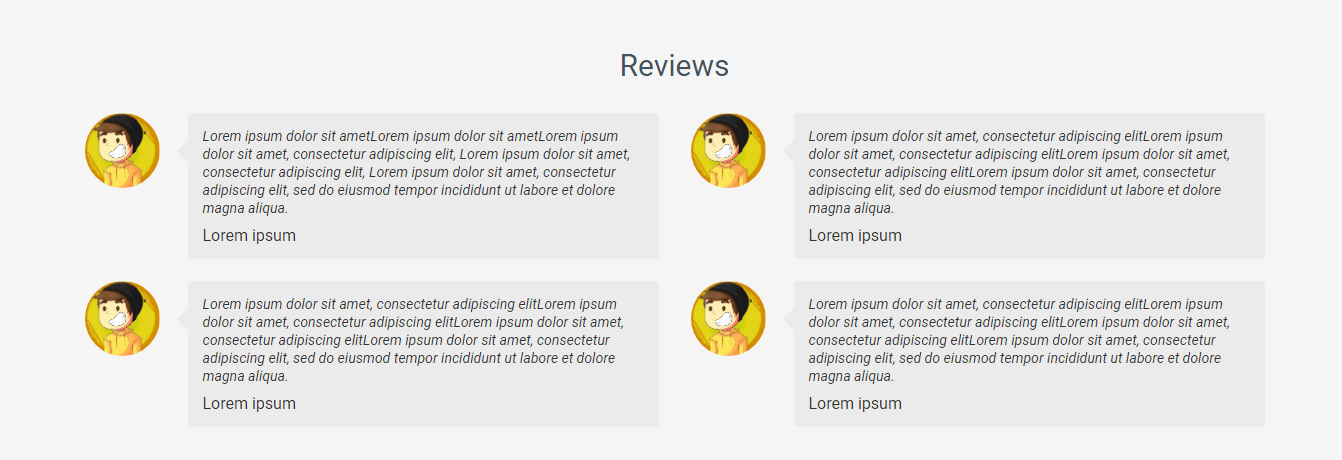 Reviews
Lorem ipsum dolor sit ametLorem ipsum dolor sit ametLorem ipsum
dolor sit amet, consectetur adipiscing elit, Lorem ipsum dolor sit amet,
consectetur adipiscing elit, Lorem ipsum dolor sit amet, consectetur
adipiscing elit, sed do eiusmod tempor incididunt ut labore et dolore
magna aliqua.
Lorem ipsum
Lorem ipsum dolor sit amet, consectetur adipiscing elitLorem ipsum
dolor sit amet, consectetur adipiscing elitLorem ipsum dolor sit amet,
consectetur adipiscing elitLorem ipsum dolor sit amet, consectetur
adipiscing elit, sed do eiusmod tempor incididunt ut labore et dolore
magna aliqua.
Lorem ipsum
Lorem ipsum dolor sit amet, consectetur adipiscing elitLorem ipsum
dolor sit amet, consectetur adipiscing elitLorem ipsum dolor sit amet,
consectetur adipiscing elitLorem ipsum dolor sit amet, consectetur
adipiscing elit, sed do eiusmod tempor incididunt ut labore et dolore
magna aliqua.
Lorem ipsum
Lorem ipsum dolor sit amet, consectetur adipiscing elitLorem ipsum
dolor sit amet, consectetur adipiscing elitLorem ipsum dolor sit amet,
consectetur adipiscing elitLorem ipsum dolor sit amet, consectetur
adipiscing elit, sed do eiusmod tempor incididunt ut labore et dolore
magna aliqua.
Lorem ipsum